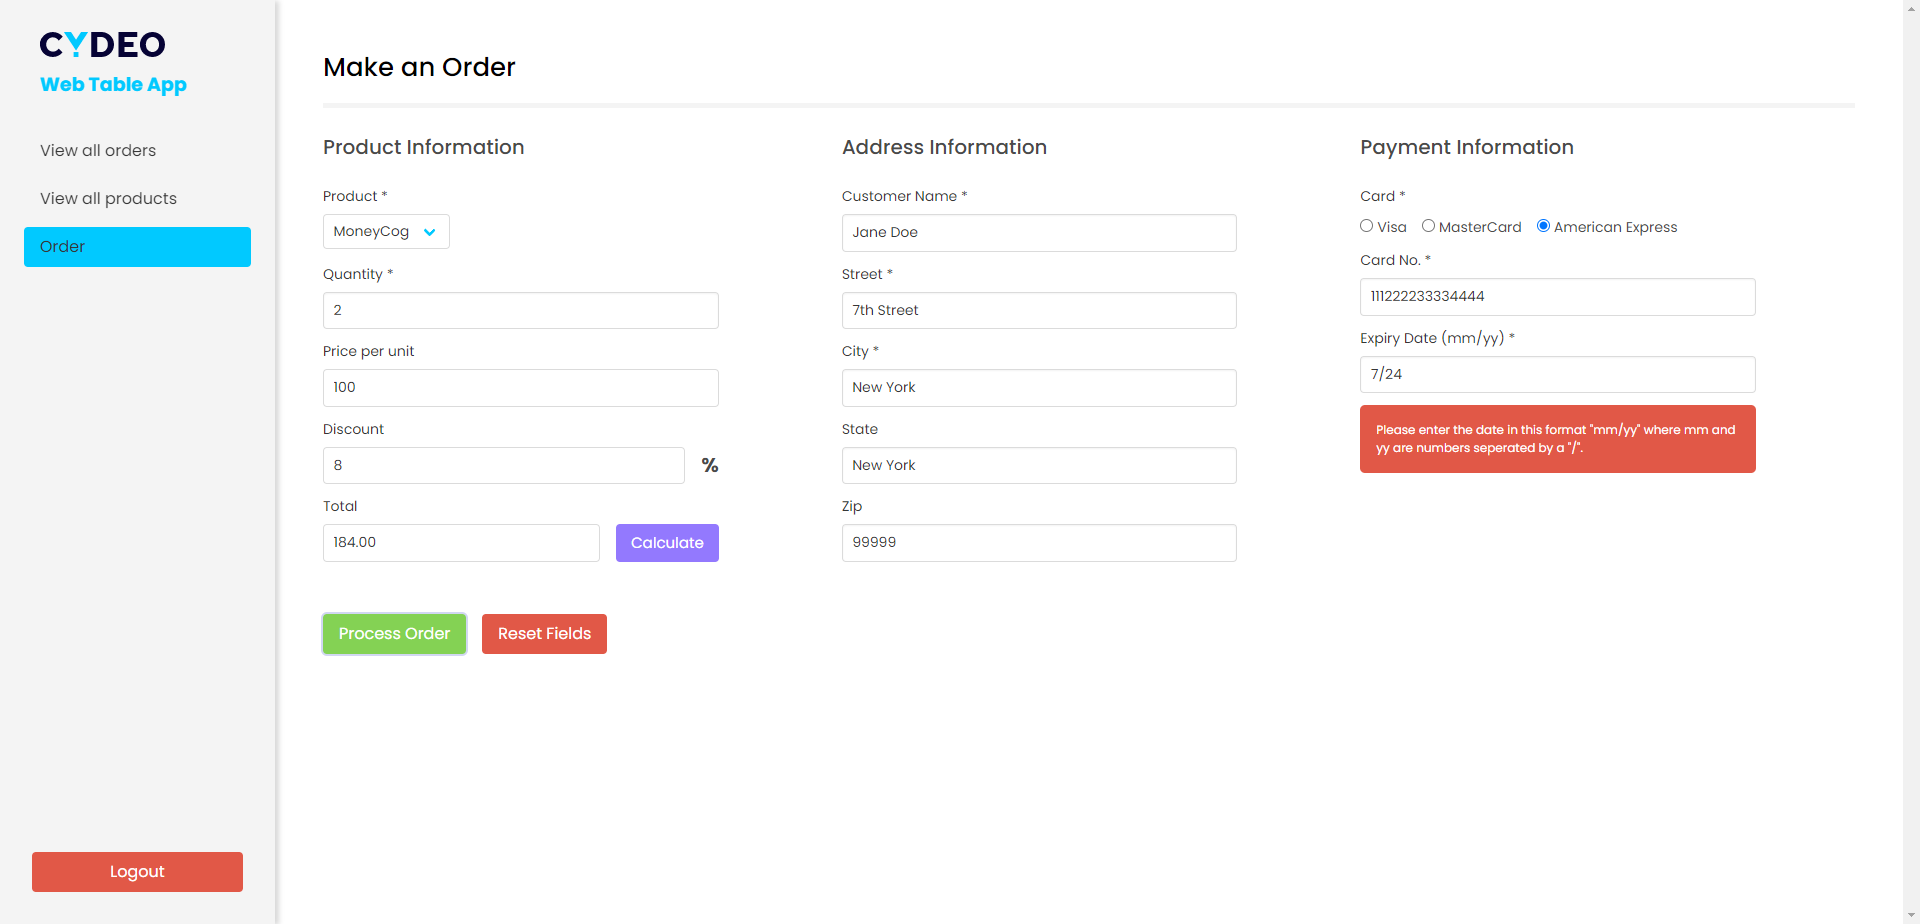 CYDEO
Web Table App
View all orders
View all products
Order
Logout
Make an Order
Product Information
Product *
MoneyCog
Quantity *
2
Price per unit
100
Discount
8
%
Total
184.00
Calculate
Process Order
Reset Fields
Address Information
Customer Name *
Jane Doe
Street *
7th Street
City *
New York
State
New York
Zip
99999
Payment Information
Card *
Visa MasterCard American Express
Card No. *
111222233334444
Expiry Date (mm/yy) *
7/24
Please enter the date in this format "mm/yy" where mm and
yy are numbers seperated by a "/".